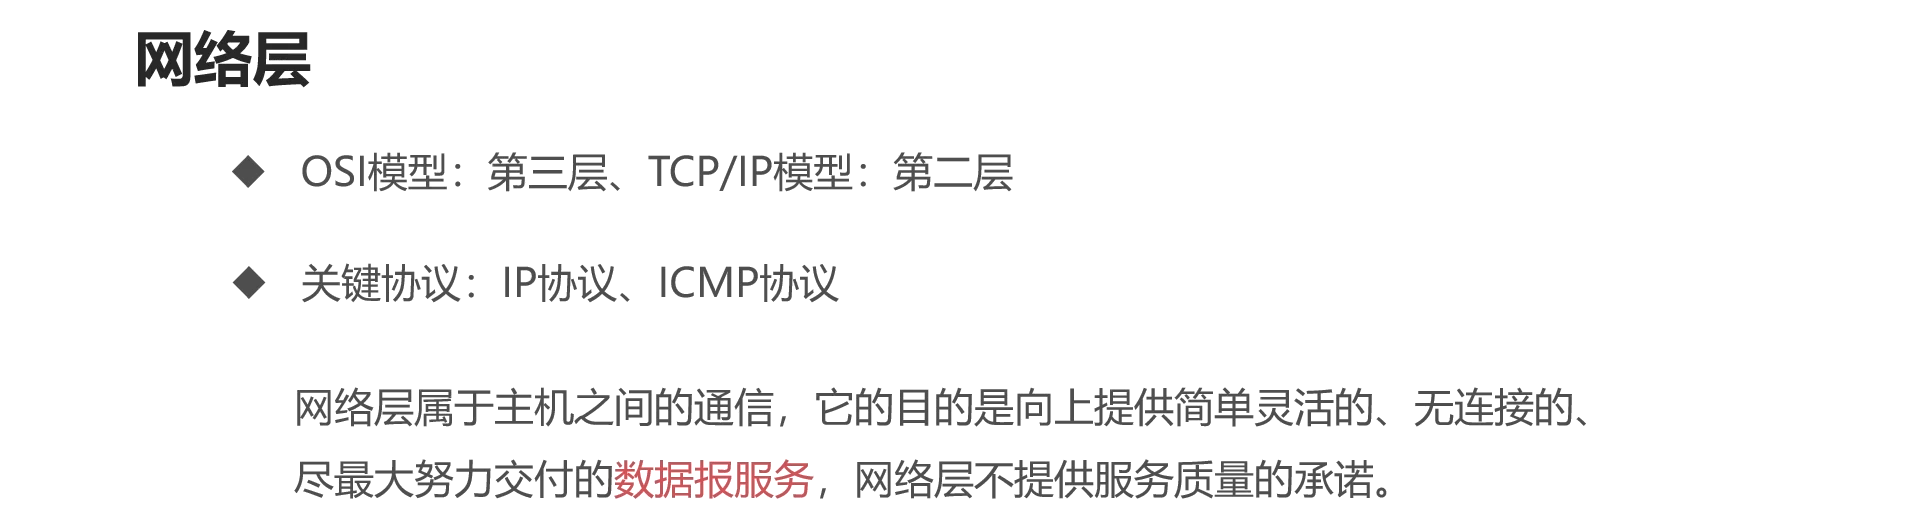 网络层
◆ OSI模型：第三层、TCP/IP模型：第二层
◆ 关键协议：IP协议、ICMP协议
网络层属于主机之间的通信，它的目的是向上提供简单灵活的、无连接的、
尽最大努力交付的数据报服务，网络层不提供服务质量的承诺。